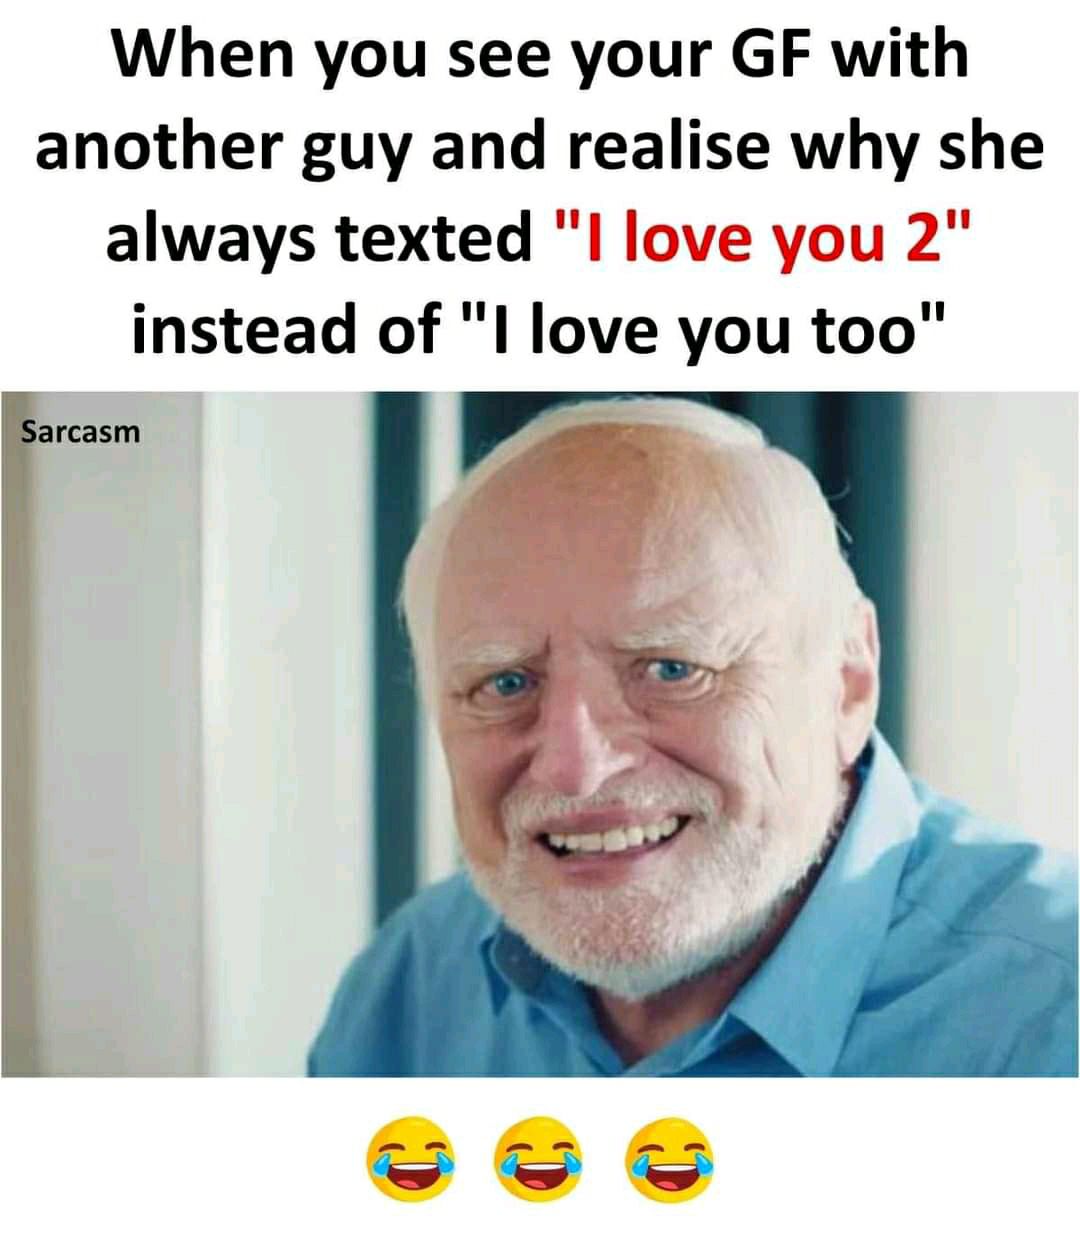 When you see your GF with
another guy and realise why she
always texted "I love you 2"
instead of "I love you too"
Sarcasm